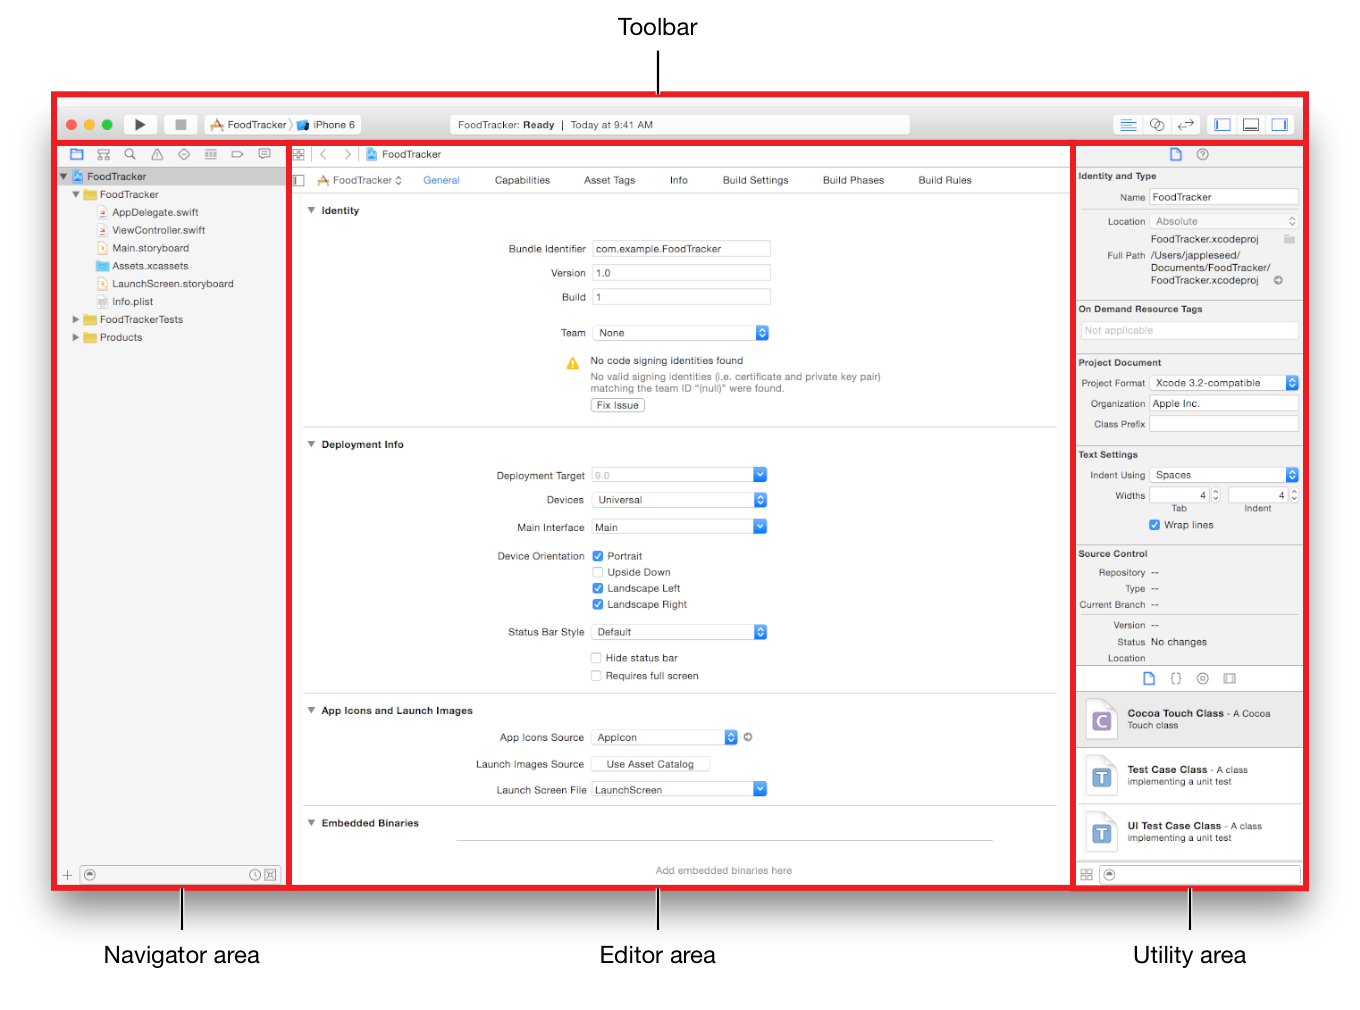 Toolbar
FoodTracker iPhone 6
FoodTracker: Ready | Today at 9:41 AM
FoodTracker
FoodTracker
AppDelegate.swift
ViewController.swift
Main.storyboard
Assets.xcassets
LaunchScreen.storyboard
Info.plist
FoodTrackerTests
Products
FoodTracker
FoodTracker General Capabilities Asset Tags Info Build Settings Build Phases Build Rules
Identity
Bundle Identifier com.example.FoodTracker
Version 1.0
Build 1
Team None
No code signing identities found
No valid signing identities (i.e. certificate and private key pair)
matching the team ID “(null)” were found.
Fix Issue
Deployment Info
Deployment Target 9.0
Devices Universal
Main Interface Main
Device Orientation Portrait
Upside Down
Landscape Left
Landscape Right
Status Bar Style Default
Hide status bar
Requires full screen
App Icons and Launch Images
App Icons Source AppIcon
Launch Images Source Use Asset Catalog
Launch Screen File LaunchScreen
Embedded Binaries
Add embedded binaries here
Identity and Type
Name FoodTracker
Location Absolute
FoodTracker.xcodeproj
Full Path /Users/jappleseed/
Documents/FoodTracker/
FoodTracker.xcodeproj
On Demand Resource Tags
Not applicable
Project Document
Project Format Xcode 3.2-compatible
Organization Apple Inc.
Class Prefix
Text Settings
Indent Using Spaces
Widths 4 4
Tab Indent
Wrap lines
Source Control
Repository --
Type --
Current Branch --
Version --
Status No changes
Location
{}
C
Cocoa Touch Class - A Cocoa
Touch class
T
Test Case Class - A class
implementing a unit test
T
UI Test Case Class - A class
implementing a unit test
Navigator area
Editor area
Utility area